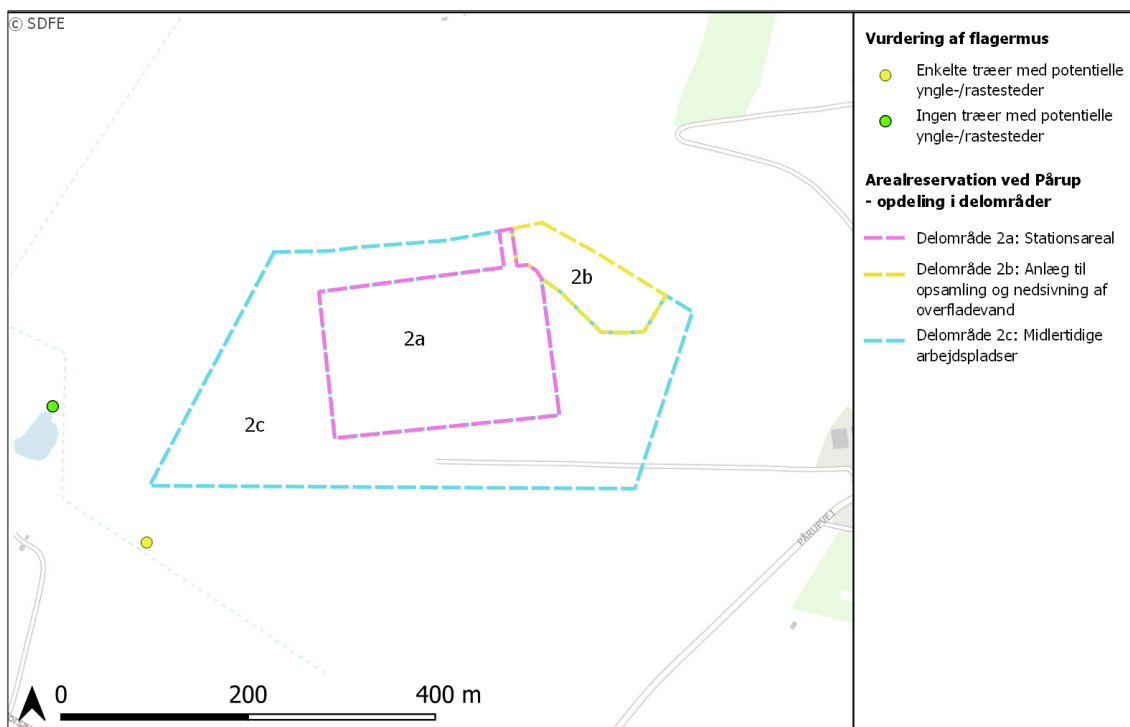 © SDFE
2b
2a
2c
PÅRUPVEJ
0 200 400 m
Vurdering af flagermus
Enkelte træer med potentielle
yngle-/rastesteder
Ingen træer med potentielle
yngle-/rastesteder
Arealreservation ved Pårup
- opdeling i delområder
Delområde 2a: Stationsareal
Delområde 2b: Anlæg til
opsamling og nedsivning af
overfladevand
Delområde 2c: Midlertidige
arbejdspladser